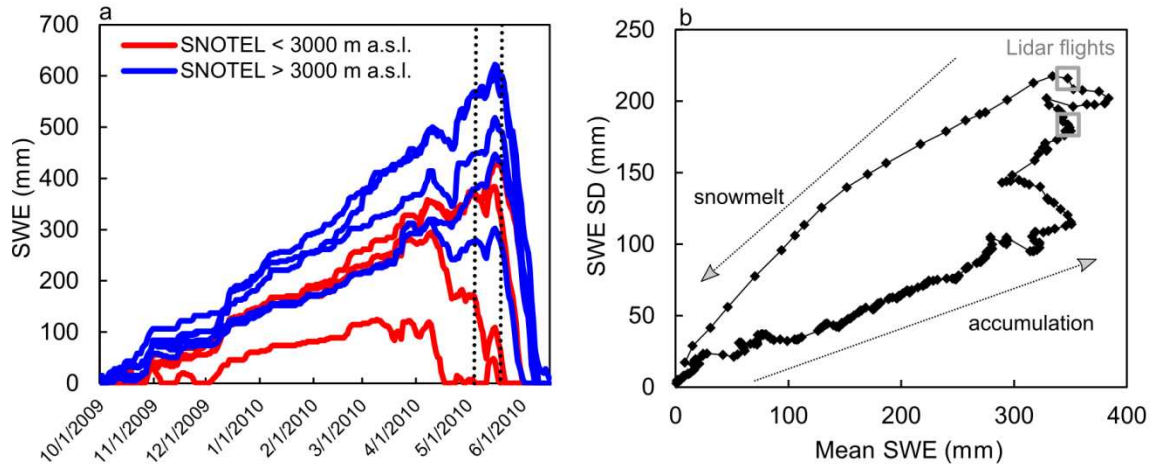 a
SWE (mm)
700
600
500
400
300
200
100
0
SNOTEL < 3000 m a.s.l.
SNOTEL > 3000 m a.s.l.
10/1/2009
11/1/2009
12/1/2009
1/1/2010
2/1/2010
3/1/2010
4/1/2010
5/1/2010
6/1/2010
b
SWE SD (mm)
250
200
150
100
50
0
Lidar flights
snowmelt
accumulation
0 100 200 300 400
Mean SWE (mm)